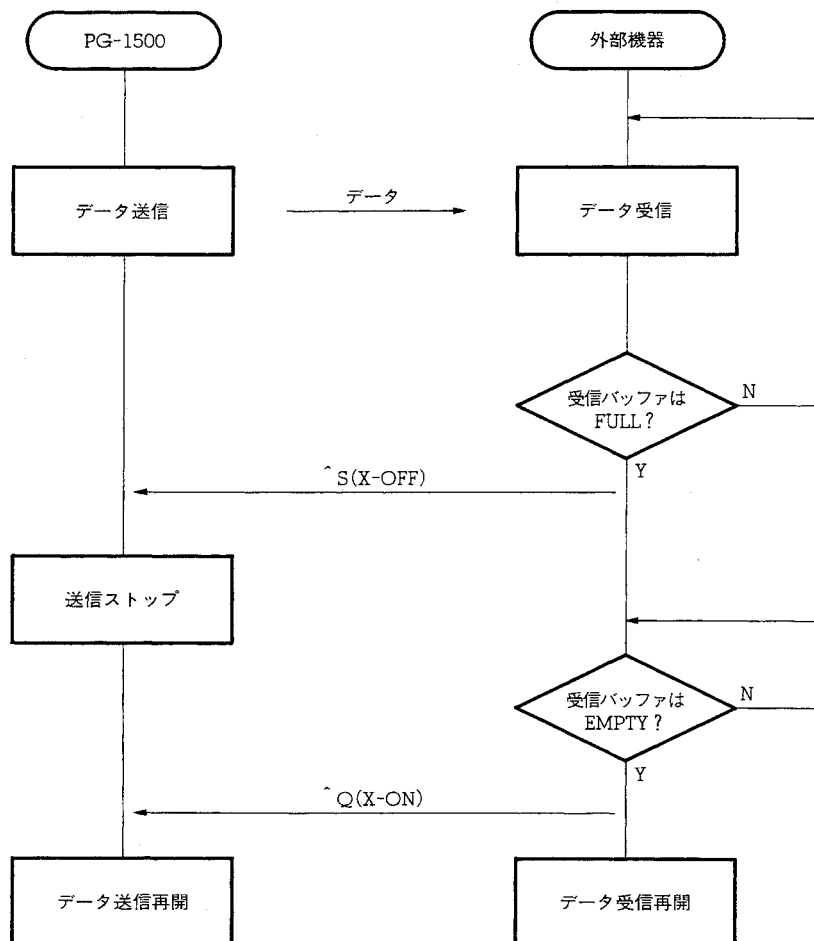 PG-1500
外部機器
データ送信
データ
データ受信
受信バッファは
FULL?
N
Y
^S(X-OFF)
送信ストップ
受信バッファは
EMPTY?
N
Y
^Q(X-ON)
データ送信再開
データ受信再開